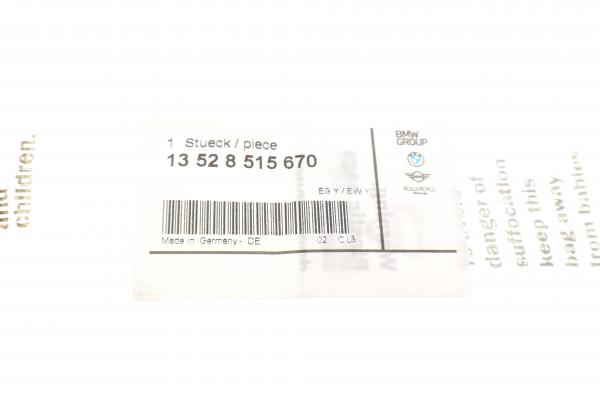 1 Stueck / piece
13 52 8 515 670
EG Y / EW Y
Made in Germany - DE 02 C L3
BMW
GROUP
ROLLS-ROYCE
and
children.
danger of
suffocation
keep this
bag away
from babies